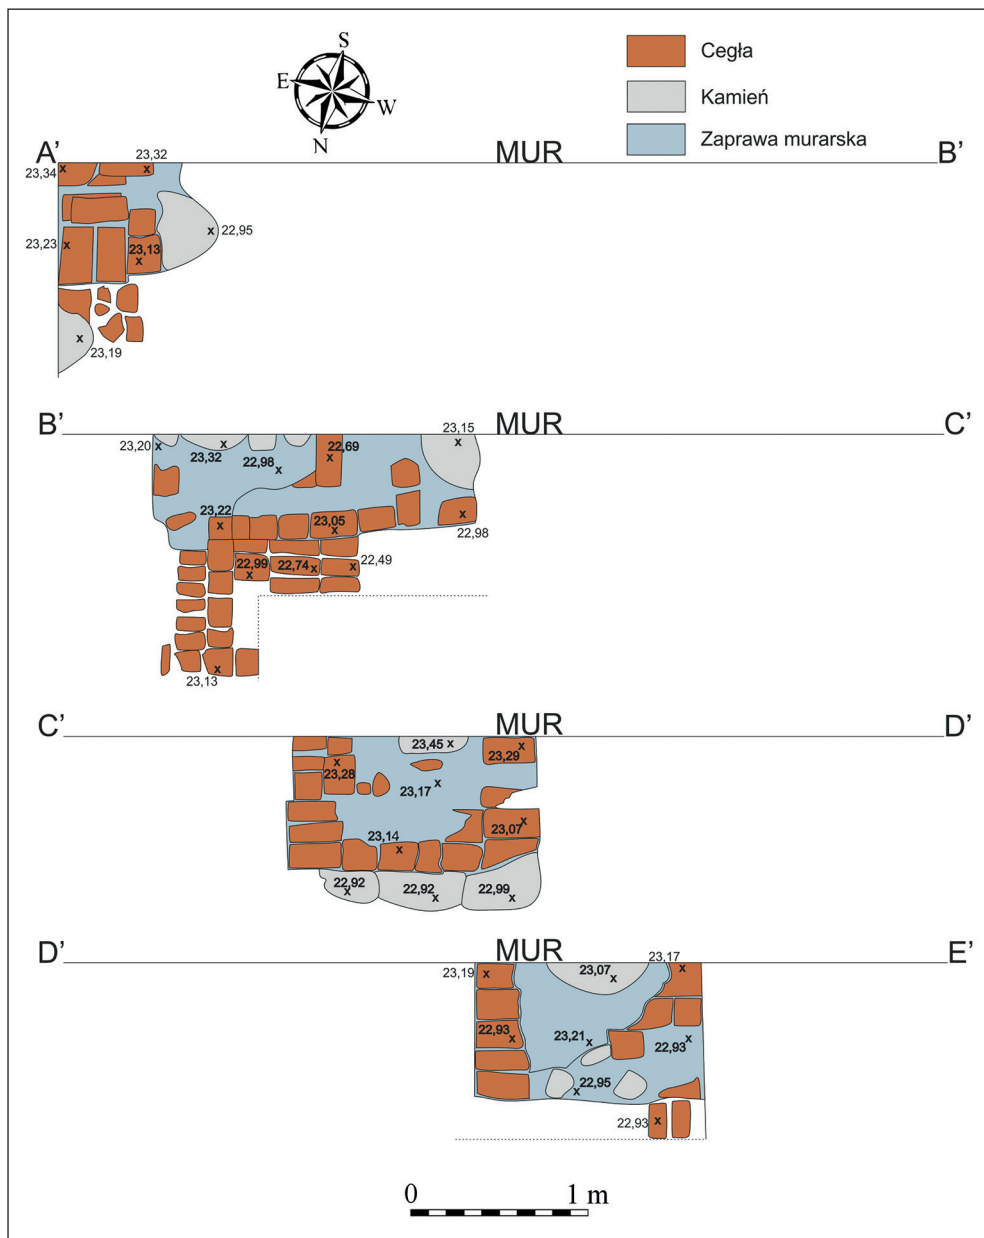 S
E
W
N
Cegła
Kamień
Zaprawa murarska
A’ MUR B’
23,32
23,34
22,95
23,23
23,13
23,19
B’ MUR C’
23,15
23,20
23,32
22,98
22,69
23,22
23,05
22,98
22,99
22,74
22,49
23,13
C’ MUR D’
23,45
23,29
23,28
23,17
23,14
23,07
22,92
22,92
22,99
D’ MUR E’
23,17
23,19
23,07
22,93
23,21
22,93
22,95
22,93
0 1 m